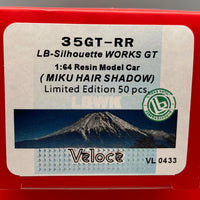 35GT-RR
LB-Silhouette WORKS GT
1:64 Resin Model Car
( MIKU HAIR SHADOW)
Limited Edition 50 pcs.
LBWK
Veloce
VL 0433